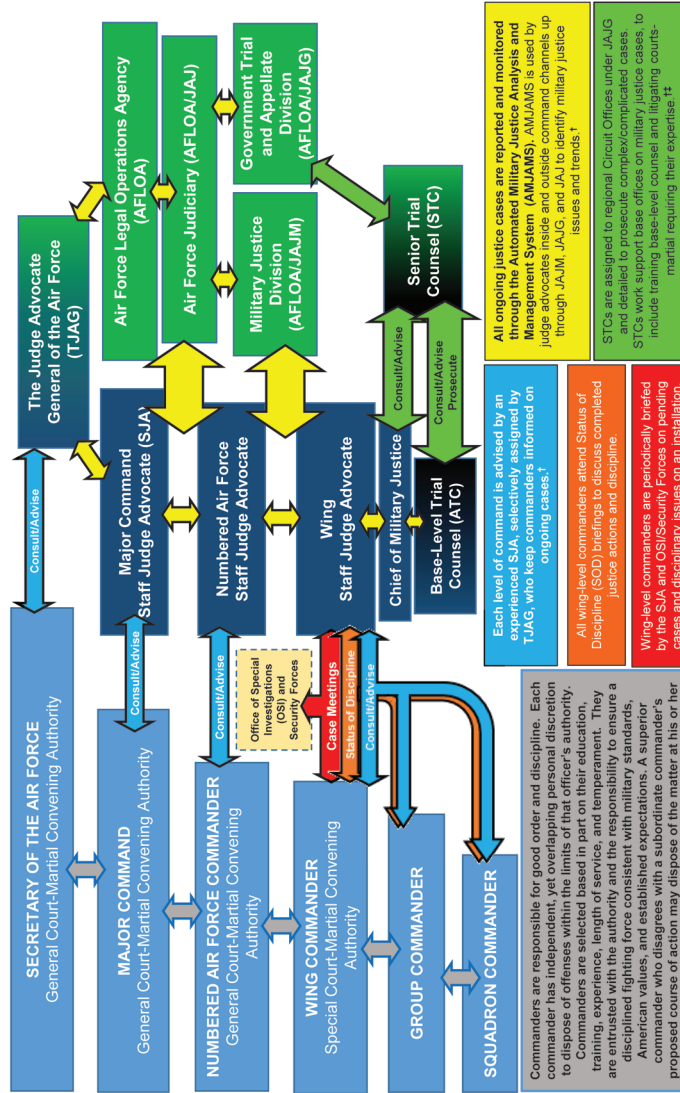 SECRETARY OF THE AIR FORCE
General Court-Martial Convening Authority
MAJOR COMMAND
General Court-Martial Convening Authority
NUMBERED AIR FORCE COMMANDER
General Court-Martial Convening
Authority
WING COMMANDER
Special Court-Martial Convening
Authority
GROUP COMMANDER
SQUADRON COMMANDER
Consult/Advise
Consult/Advise
Consult/Advise
Office of Special
Investigations
(OSI) and
Security Forces
Case Meetings
Status of Discipline
Consult/Advise
The Judge Advocate
General of the Air Force
(TJAG)
Major Command
Staff Judge Advocate (SJA)
Numbered Air Force
Staff Judge Advocate
Wing
Staff Judge Advocate
Chief of Military Justice
Base-Level Trial
Counsel (ATC)
Air Force Legal Operations Agency
(AFLOA)
Air Force Judiciary (AFLOA/JAJ)
Military Justice
Division
(AFLOA/JAJM)
Government Trial
and Appellate
Division
(AFLOA/JAJG)
Consult/Advise
Consult/Advise
Prosecute
Senior Trial
Counsel (STC)
Commanders are responsible for good order and discipline. Each
commander has independent, yet overlapping personal discretion
to dispose of offenses within the limits of that officer's authority.
Commanders are selected based in part on their education,
training, experience, length of service, and temperament. They
are entrusted with the authority and the responsibility to ensure a
disciplined fighting force consistent with military standards,
American values, and established expectations. A superior
commander who disagrees with a subordinate commander's
proposed course of action may dispose of the matter at his or her
Each level of command is advised by an
experienced SJA, selectively assigned by
TJAG, who keep commanders informed on
ongoing cases.†
All wing-level commanders attend Status of
Discipline (SOD) briefings to discuss completed
justice actions and discipline.
Wing-level commanders are periodically briefed
by the SJA and OSI/Security Forces on pending
cases and disciplinary issues on an installation.
All ongoing justice cases are reported and monitored
through the Automated Military Justice Analysis and
Management System (AMJAMS). AMJAMS is used by
judge advocates inside and outside command channels up
through JAJM, JAJG, and JAJ to identify military justice
issues and trends.†
STCs are assigned to regional Circuit Offices under JAJG
and detailed to prosecute complex/complicated cases.
STCs work support base offices on military justice cases, to
include training base-level counsel and litigating courts-
martial requiring their expertise.†‡